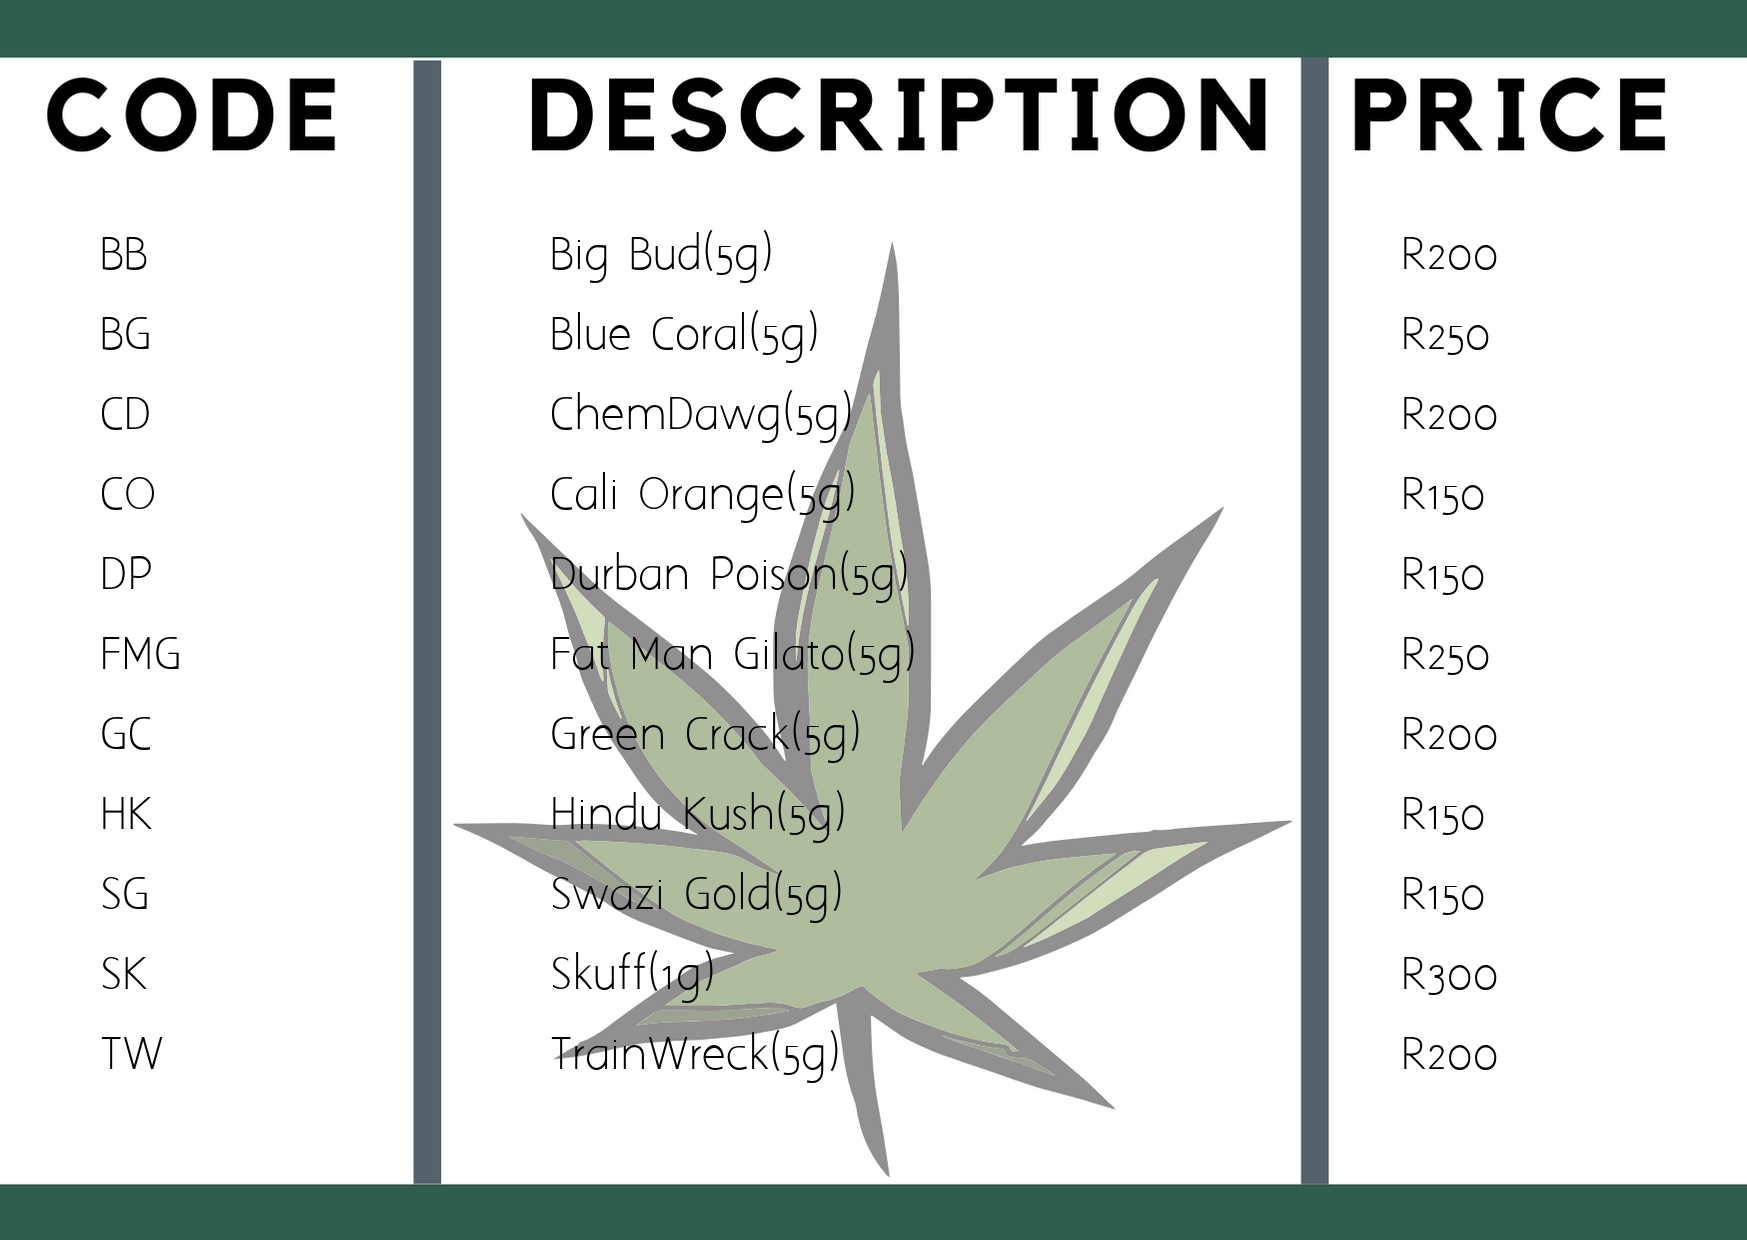 CODE DESCRIPTION PRICE
BB Big Bud(5g) R200
BG Blue Coral(5g) R250
CD ChemDawg(5g) R200
CO Cali Orange(5g) R150
DP Durban Poison(5g) R150
FMG Fat Man Gilato(5g) R250
GC Green Crack(5g) R200
HK Hindu Kush(5g) R150
SG Swazi Gold(5g) R150
SK Skuff(1g) R300
TW TrainWreck(5g) R200